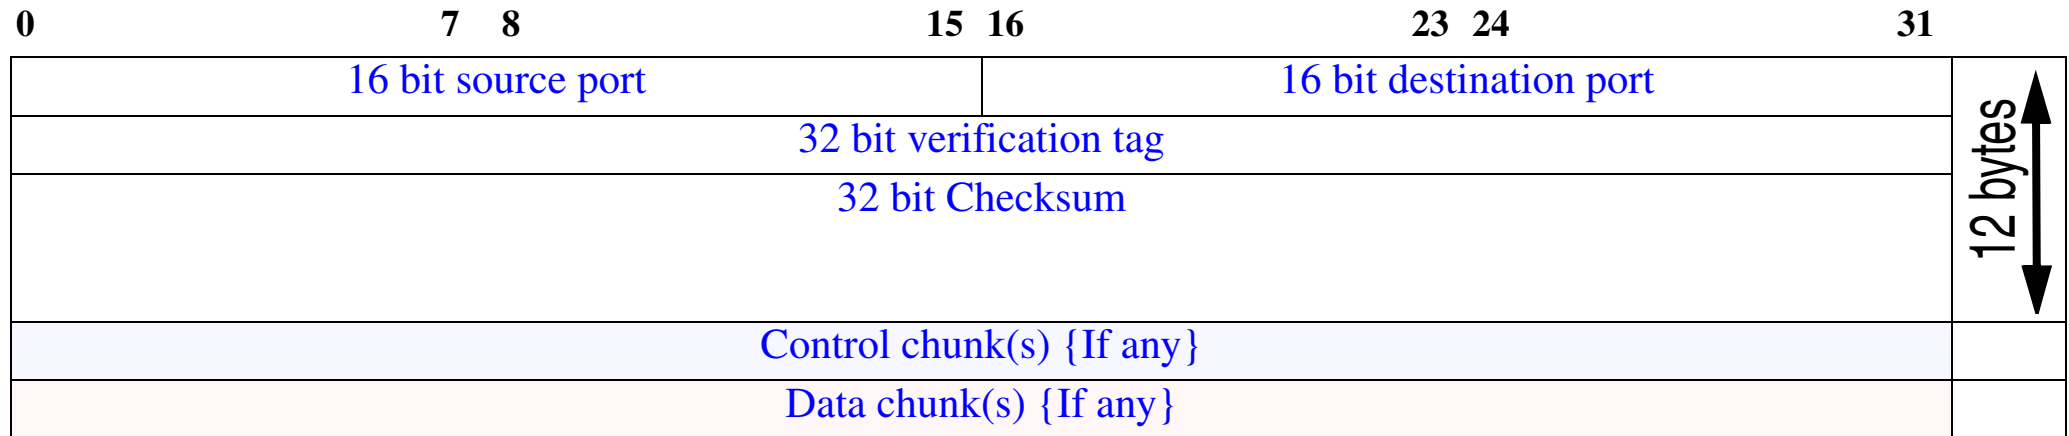 0 7 8 15 16 23 24 31
16 bit source port 16 bit destination port
32 bit verification tag
32 bit Checksum
12 bytes
Control chunk(s) {If any}
Data chunk(s) {If any}